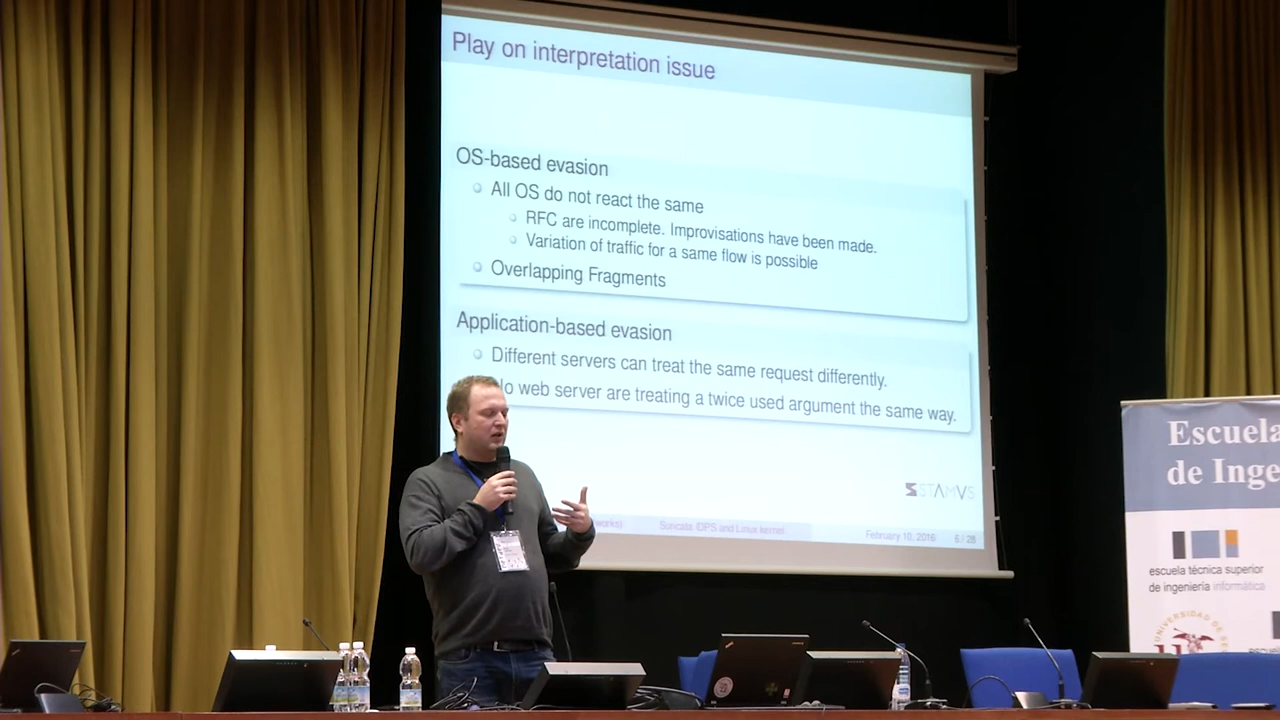 Play on interpretation issue
OS-based evasion
All OS do not react the same
RFC are incomplete. Improvisations have been made.
Variation of traffic for a same flow is possible
Overlapping Fragments
Application-based evasion
Different servers can treat the same request differently.
web server are treating a twice used argument the same way.
STAMVS
Suricata IDPS and Linux kernel
February 10, 2016
6 / 28
Escuela
de Inge
escuela técnica superior
de ingeniería informática
UNIVERSIDAD DE